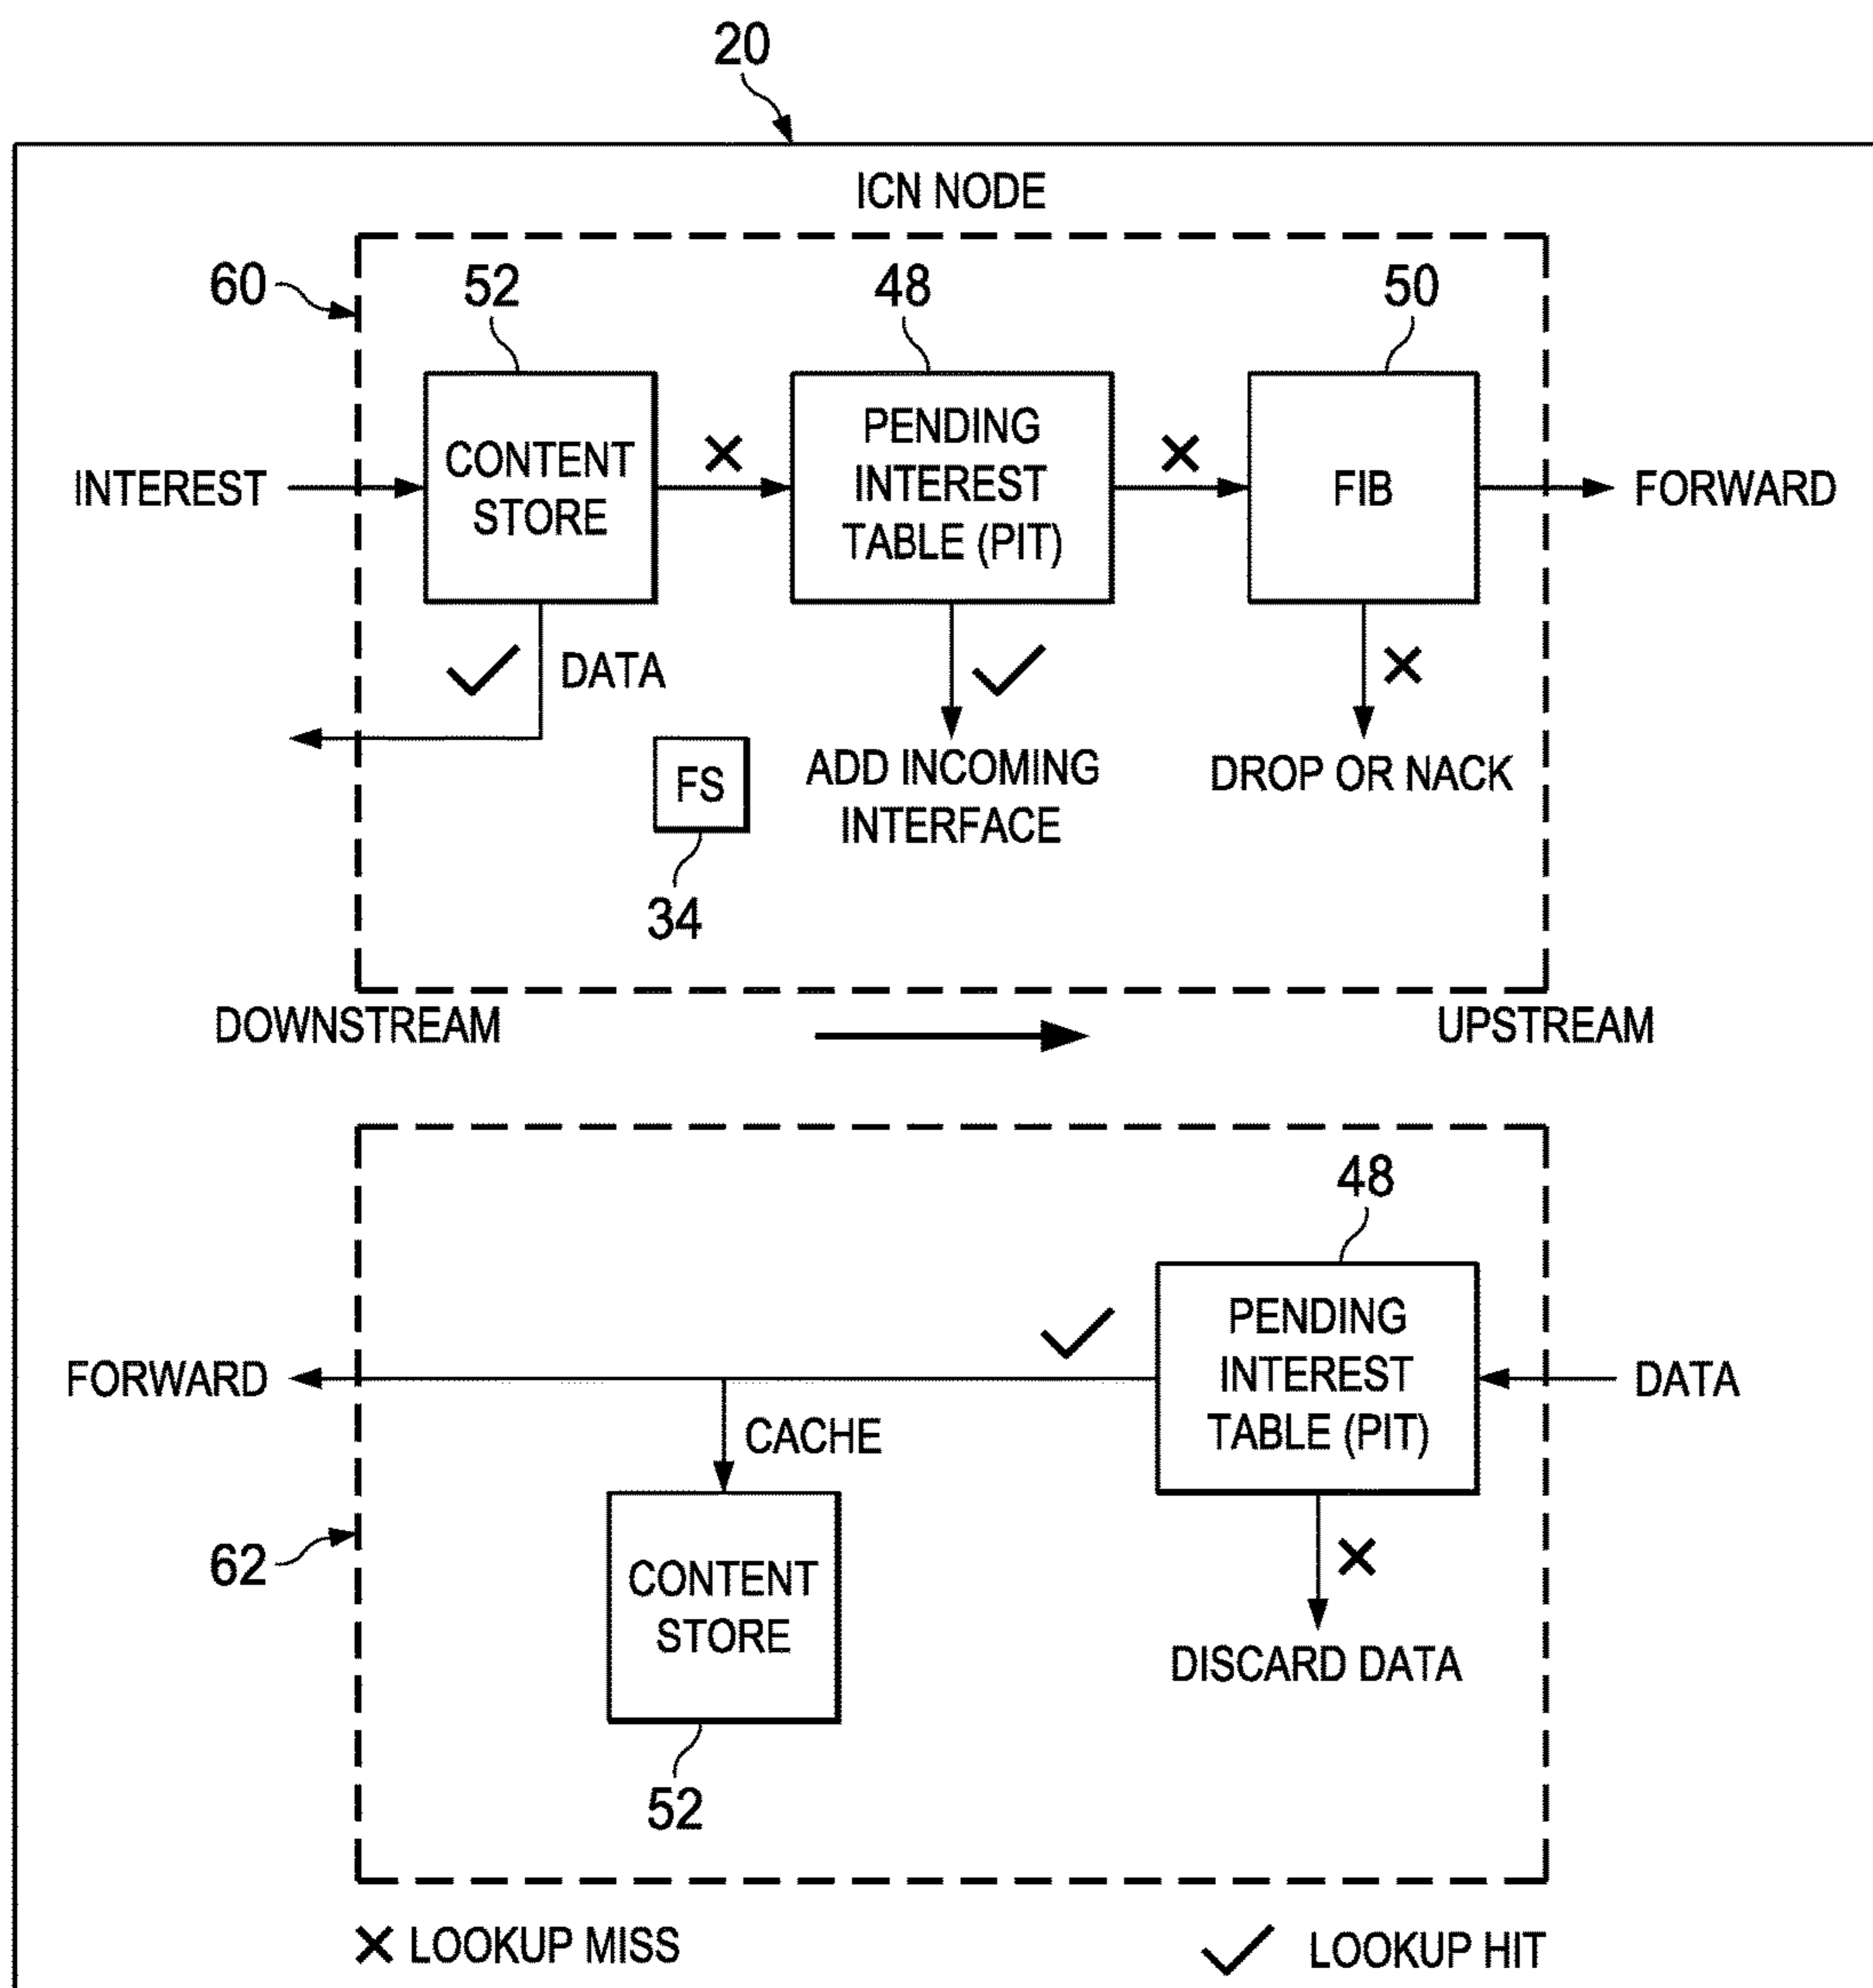 20
ICN NODE
60
52
48
50
INTEREST
CONTENT
STORE
PENDING
INTEREST
TABLE (PIT)
FIB
FORWARD
DATA
FS
34
ADD INCOMING
INTERFACE
DROP OR NACK
DOWNSTREAM
UPSTREAM
48
FORWARD
PENDING
INTEREST
TABLE (PIT)
DATA
CACHE
62
CONTENT
STORE
DISCARD DATA
52
LOOKUP MISS
LOOKUP HIT